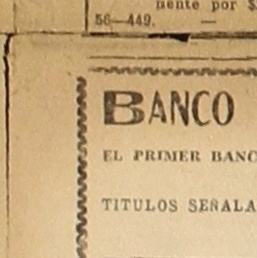 nente por $
56—449. —
BANCO
EL PRIMER BANC
TITULOS SEÑALA